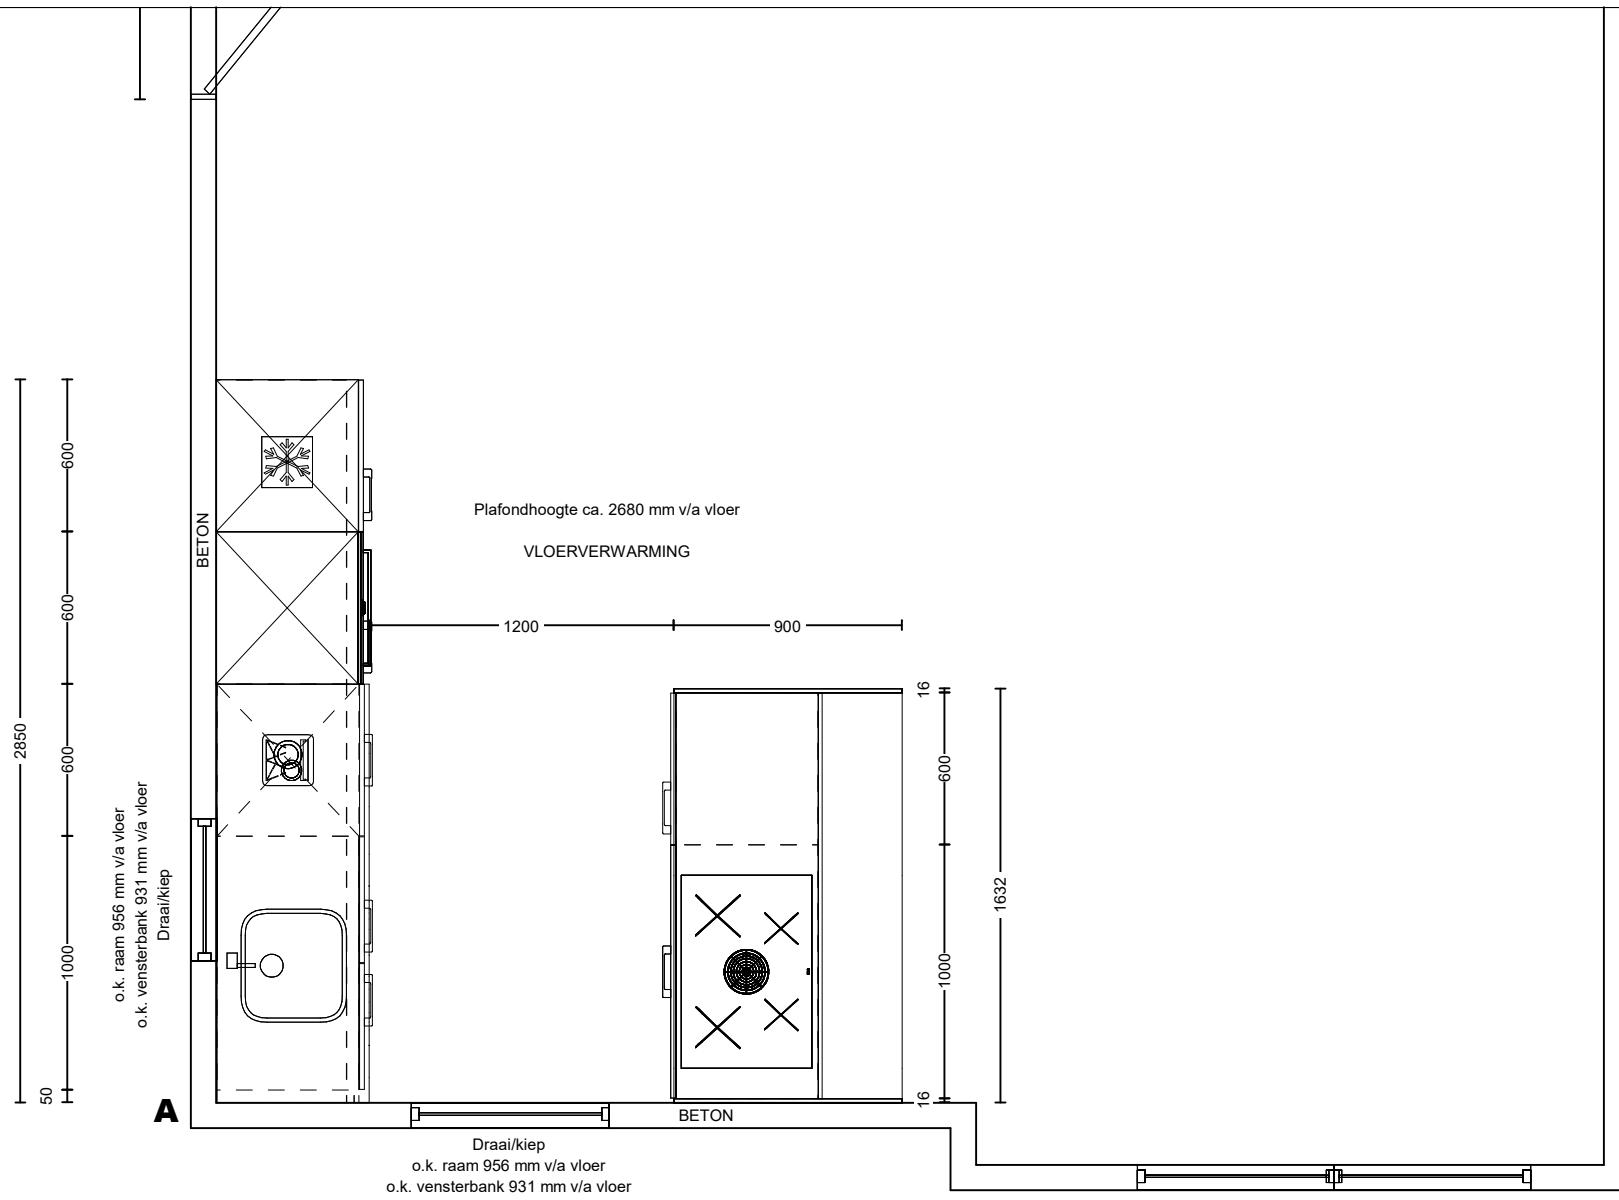 600
BETON
Plafondhoogte ca. 2680 mm v/a vloer
VLOERVERWARMING
600
1200
900
16
2850
600
600
o.k. raam 956 mm v/a vloer
o.k. vensterbank 931 mm v/a vloer
Draai/kiep
1632
1000
1000
50
16
A
BETON
Draai/kiep
o.k. raam 956 mm v/a vloer
o.k. vensterbank 931 mm v/a vloer